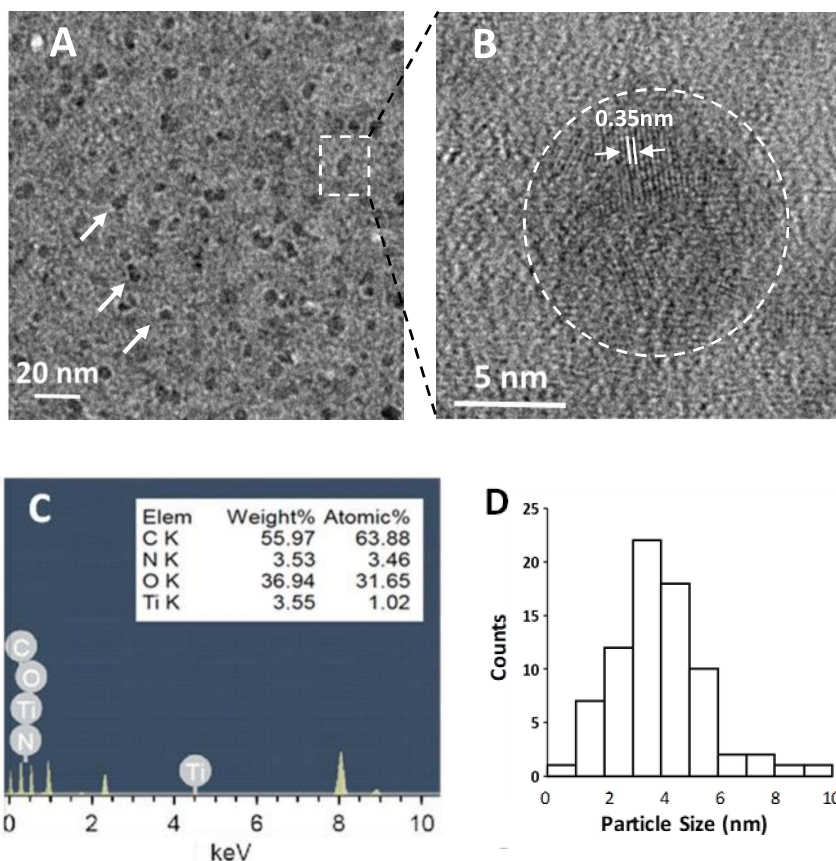 A
20 nm
B
0.35nm
5 nm
C
Elem Weight% Atomic%
C K 55.97 63.88
N K 3.53 3.46
O K 36.94 31.65
Ti K 3.55 1.02
C
O
Ti
N
Ti
0 2 4 6 8 10
keV
D
25
20
15
10
5
0
Counts
0 2 4 6 8 10
Particle Size (nm)